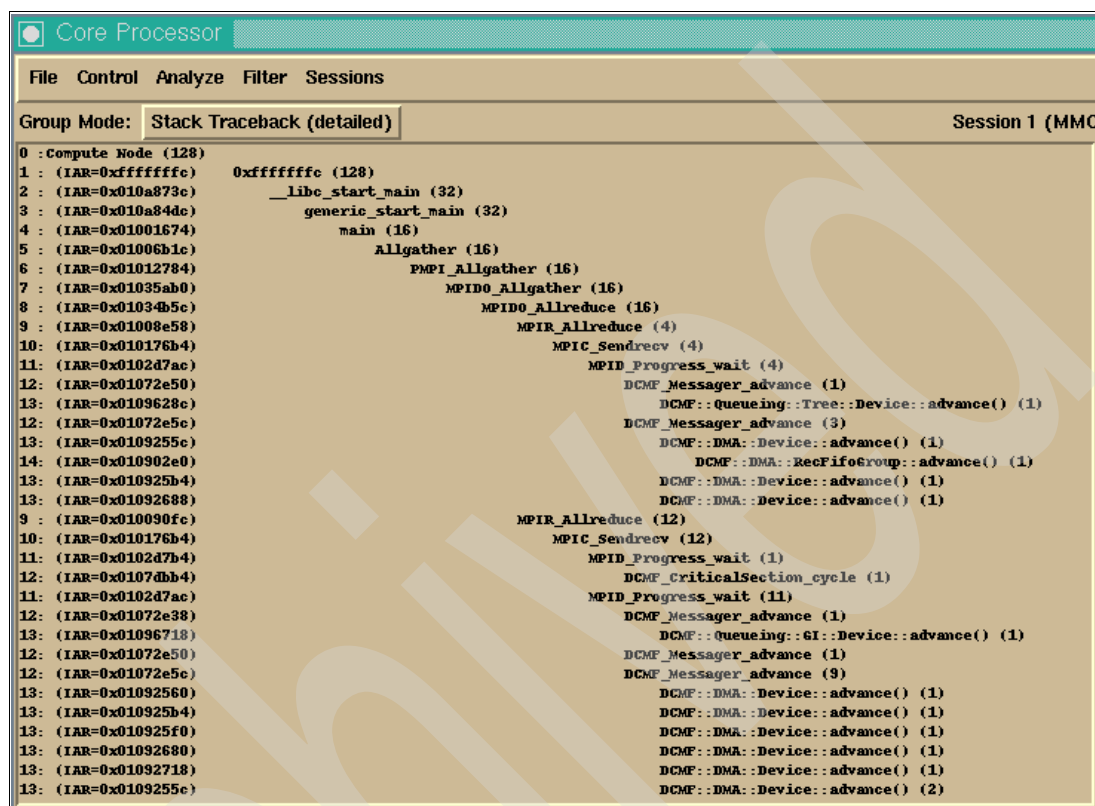 Core Processor
File Control Analyze Filter Sessions
Group Mode: Stack Traceback (detailed) Session 1 (MMC
0 :Compute Node (128)
1 : (IAR=0xfffffffc) 0xfffffffc (128)
2 : (IAR=0x010a873c) __libc_start_main (32)
3 : (IAR=0x010a84dc) generic_start_main (32)
4 : (IAR=0x01001674) main (16)
5 : (IAR=0x01006b1c) Allgather (16)
6 : (IAR=0x01012784) PMPI_Allgather (16)
7 : (IAR=0x01035ab0) MPIDO_Allgather (16)
8 : (IAR=0x01034b5c) MPIDO_Allreduce (16)
9 : (IAR=0x01008e58) MPIR_Allreduce (4)
10: (IAR=0x010176b4) MPIC_Sendrecv (4)
11: (IAR=0x0102d7ac) MPID_Progress_wait (4)
12: (IAR=0x01072e50) DCMF_Messager_advance (1)
13: (IAR=0x0109628c) DCMF::Queueing::Tree::Device::advance() (1)
12: (IAR=0x01072e5c) DCMF_Messager_advance (3)
13: (IAR=0x0109255c) DCMF::DMA::Device::advance() (1)
14: (IAR=0x010902e0) DCMF::DMA::RecFifoGroup::advance() (1)
13: (IAR=0x010925b4) DCMF::DMA::Device::advance() (1)
13: (IAR=0x01092688) DCMF::DMA::Device::advance() (1)
9 : (IAR=0x010090fc) MPIR_Allreduce (12)
10: (IAR=0x010176b4) MPIC_Sendrecv (12)
11: (IAR=0x0102d7b4) MPID_Progress_wait (1)
12: (IAR=0x0107dbb4) DCMF_CriticalSection_cycle (1)
11: (IAR=0x0102d7ac) MPID_Progress_wait (11)
12: (IAR=0x01072e38) DCMF_Messager_advance (1)
13: (IAR=0x01096718) DCMF::Queueing::GI::Device::advance() (1)
12: (IAR=0x01072e50) DCMF_Messager_advance (1)
12: (IAR=0x01072e5c) DCMF_Messager_advance (9)
13: (IAR=0x01092560) DCMF::DMA::Device::advance() (1)
13: (IAR=0x010925b4) DCMF::DMA::Device::advance() (1)
13: (IAR=0x010925f0) DCMF::DMA::Device::advance() (1)
13: (IAR=0x01092680) DCMF::DMA::Device::advance() (1)
13: (IAR=0x01092718) DCMF::DMA::Device::advance() (1)
13: (IAR=0x0109255c) DCMF::DMA::Device::advance() (2)